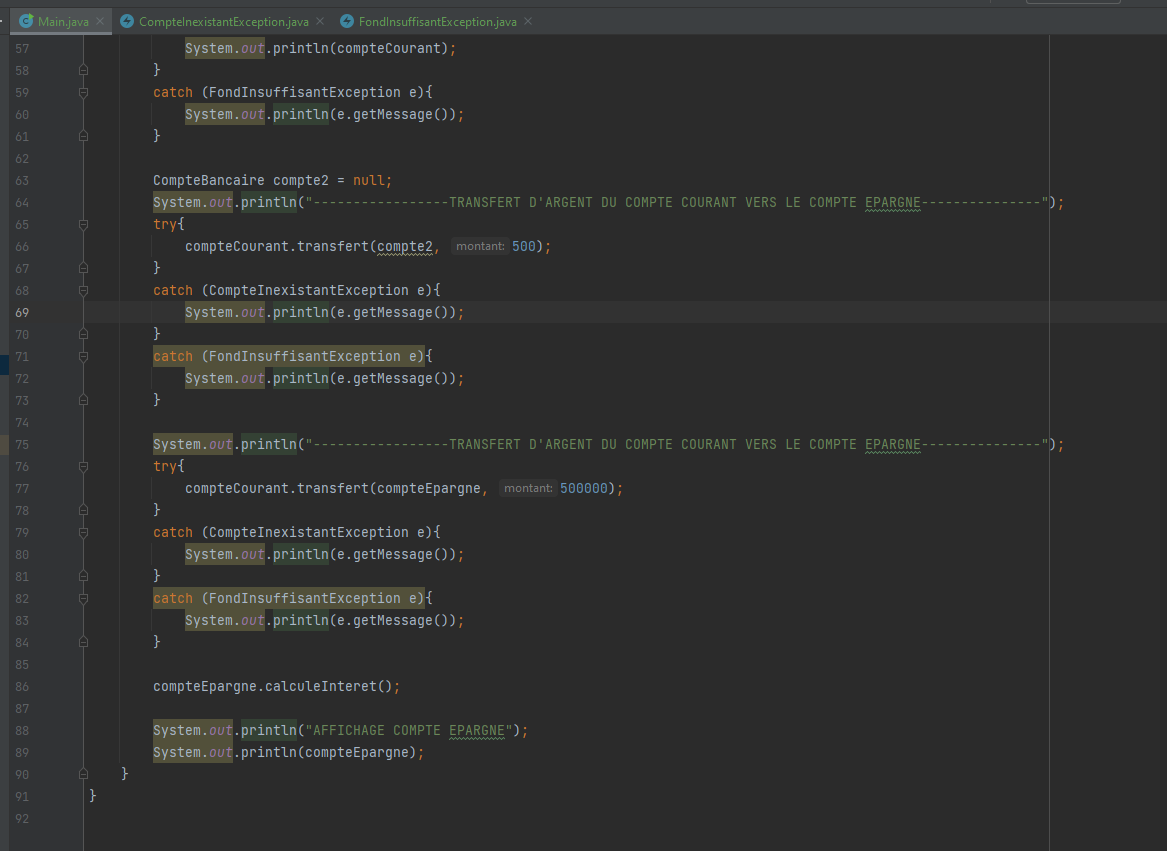 Main.java CompteInexistantException.java FondInsuffisantException.java
57 System.out.println(compteCourant);
58 }
59 catch (FondInsuffisantException e){
60 System.out.println(e.getMessage());
61 }
62
63 CompteBancaire compte2 = null;
64 System.out.println("-----------------TRANSFERT D'ARGENT DU COMPTE COURANT VERS LE COMPTE EPARGNE---------------");
65 try{
66 compteCourant.transfert(compte2, montant: 500);
67 }
68 catch (CompteInexistantException e){
69 System.out.println(e.getMessage());
70 }
71 catch (FondInsuffisantException e){
72 System.out.println(e.getMessage());
73 }
74
75 System.out.println("-----------------TRANSFERT D'ARGENT DU COMPTE COURANT VERS LE COMPTE EPARGNE---------------");
76 try{
77 compteCourant.transfert(compteEpargne, montant: 500000);
78 }
79 catch (CompteInexistantException e){
80 System.out.println(e.getMessage());
81 }
82 catch (FondInsuffisantException e){
83 System.out.println(e.getMessage());
84 }
85
86 compteEpargne.calculeInteret();
87
88 System.out.println("AFFICHAGE COMPTE EPARGNE");
89 System.out.println(compteEpargne);
90 }
91 }
92